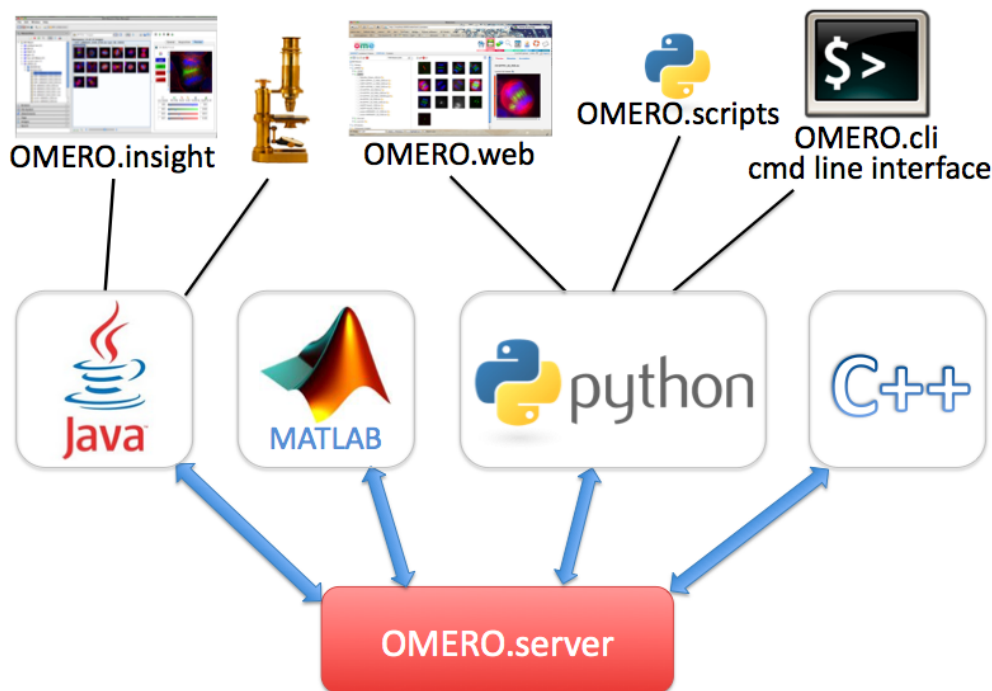 $>
OMERO.insight
OMERO.web
OMERO.scripts
OMERO.cli
cmd line interface
Java
MATLAB
python
C++
OMERO.server